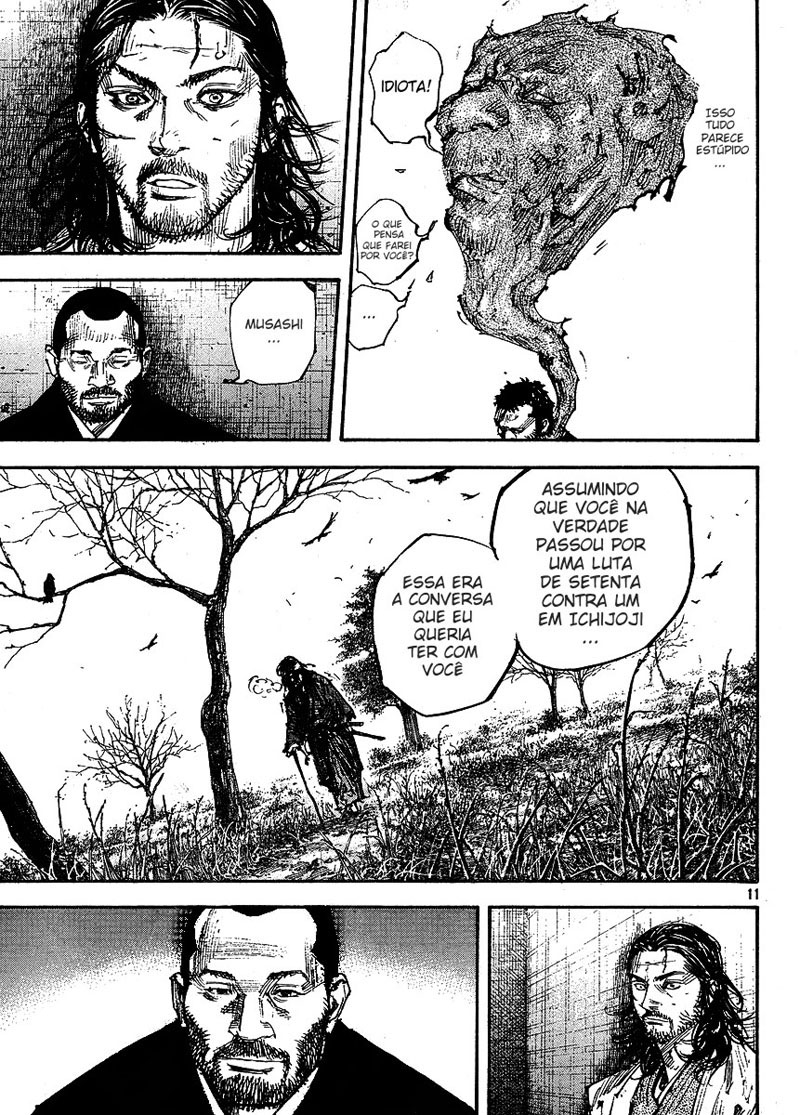 ISSO
TUDO
PARECE
ESTÚPIDO
...
IDIOTA!
O QUE
PENSA
QUE FAREI
POR VOCÊ?
...
MUSASHI
...
ASSUMINDO
QUE VOCÊ NA
VERDADE
PASSOU POR
UMA LUTA
DE SETENTA
CONTRA UM
EM ICHIJOJI
...
ESSA ERA
A CONVERSA
QUE EU
QUERIA
TER COM
VOCÊ
11